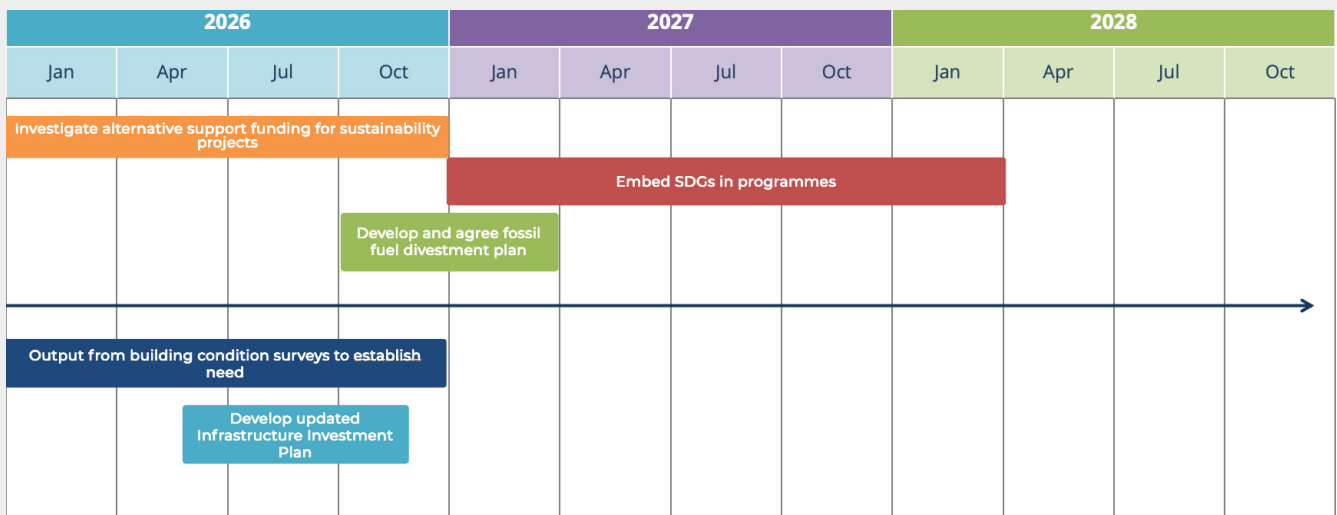 2026 2027 2028
Jan Apr Jul Oct Jan Apr Jul Oct Jan Apr Jul Oct
Investigate alternative support funding for sustainability
projects
Embed SDGs in programmes
Develop and agree fossil
fuel divestment plan
Output from building condition surveys to establish
need
Develop updated
Infrastructure Investment
Plan